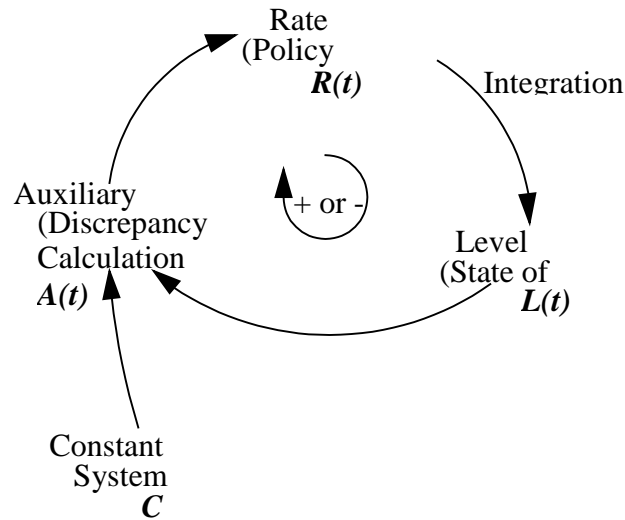 Rate
(Policy
R(t)
Integration
+ or -
Auxiliary
(Discrepancy
Calculation
A(t)
Level
(State of
L(t)
Constant
System
C